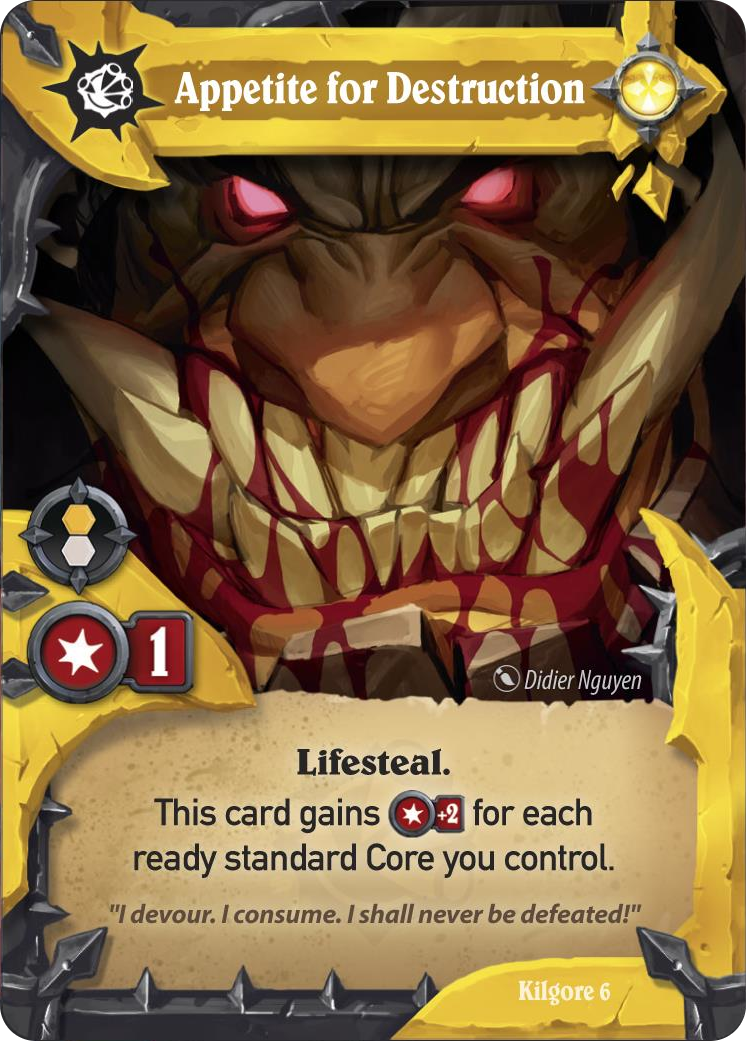 Appetite for Destruction
1
Didier Nguyen
Lifesteal.
This card gains +2 for each
ready standard Core you control.
"I devour. I consume. I shall never be defeated!"
Kilgore 6